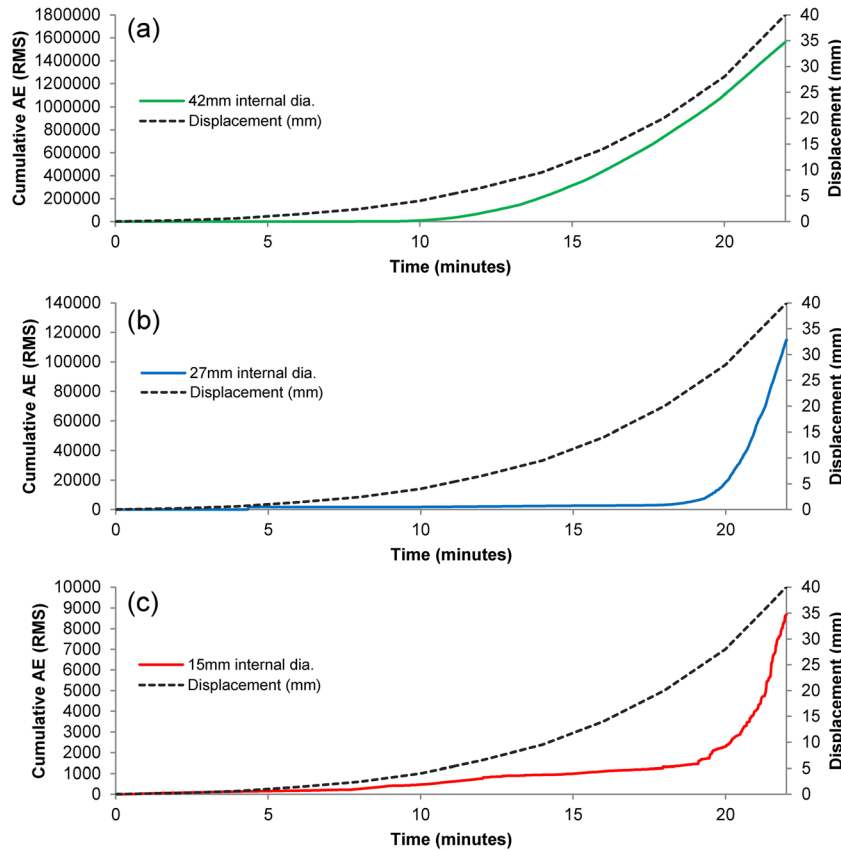 (a)
Cumulative AE (RMS)
1800000
1600000
1400000
1200000
1000000
800000
600000
400000
200000
0
42mm internal dia.
Displacement (mm)
40
35
30
25
20
15
10
5
0
Displacement (mm)
0 5 10 15 20
Time (minutes)
(b)
Cumulative AE (RMS)
140000
120000
100000
80000
60000
40000
20000
0
27mm internal dia.
Displacement (mm)
40
35
30
25
20
15
10
5
0
Displacement (mm)
0 5 10 15 20
Time (minutes)
(c)
Cumulative AE (RMS)
10000
9000
8000
7000
6000
5000
4000
3000
2000
1000
0
15mm internal dia.
Displacement (mm)
40
35
30
25
20
15
10
5
0
Displacement (mm)
0 5 10 15 20
Time (minutes)